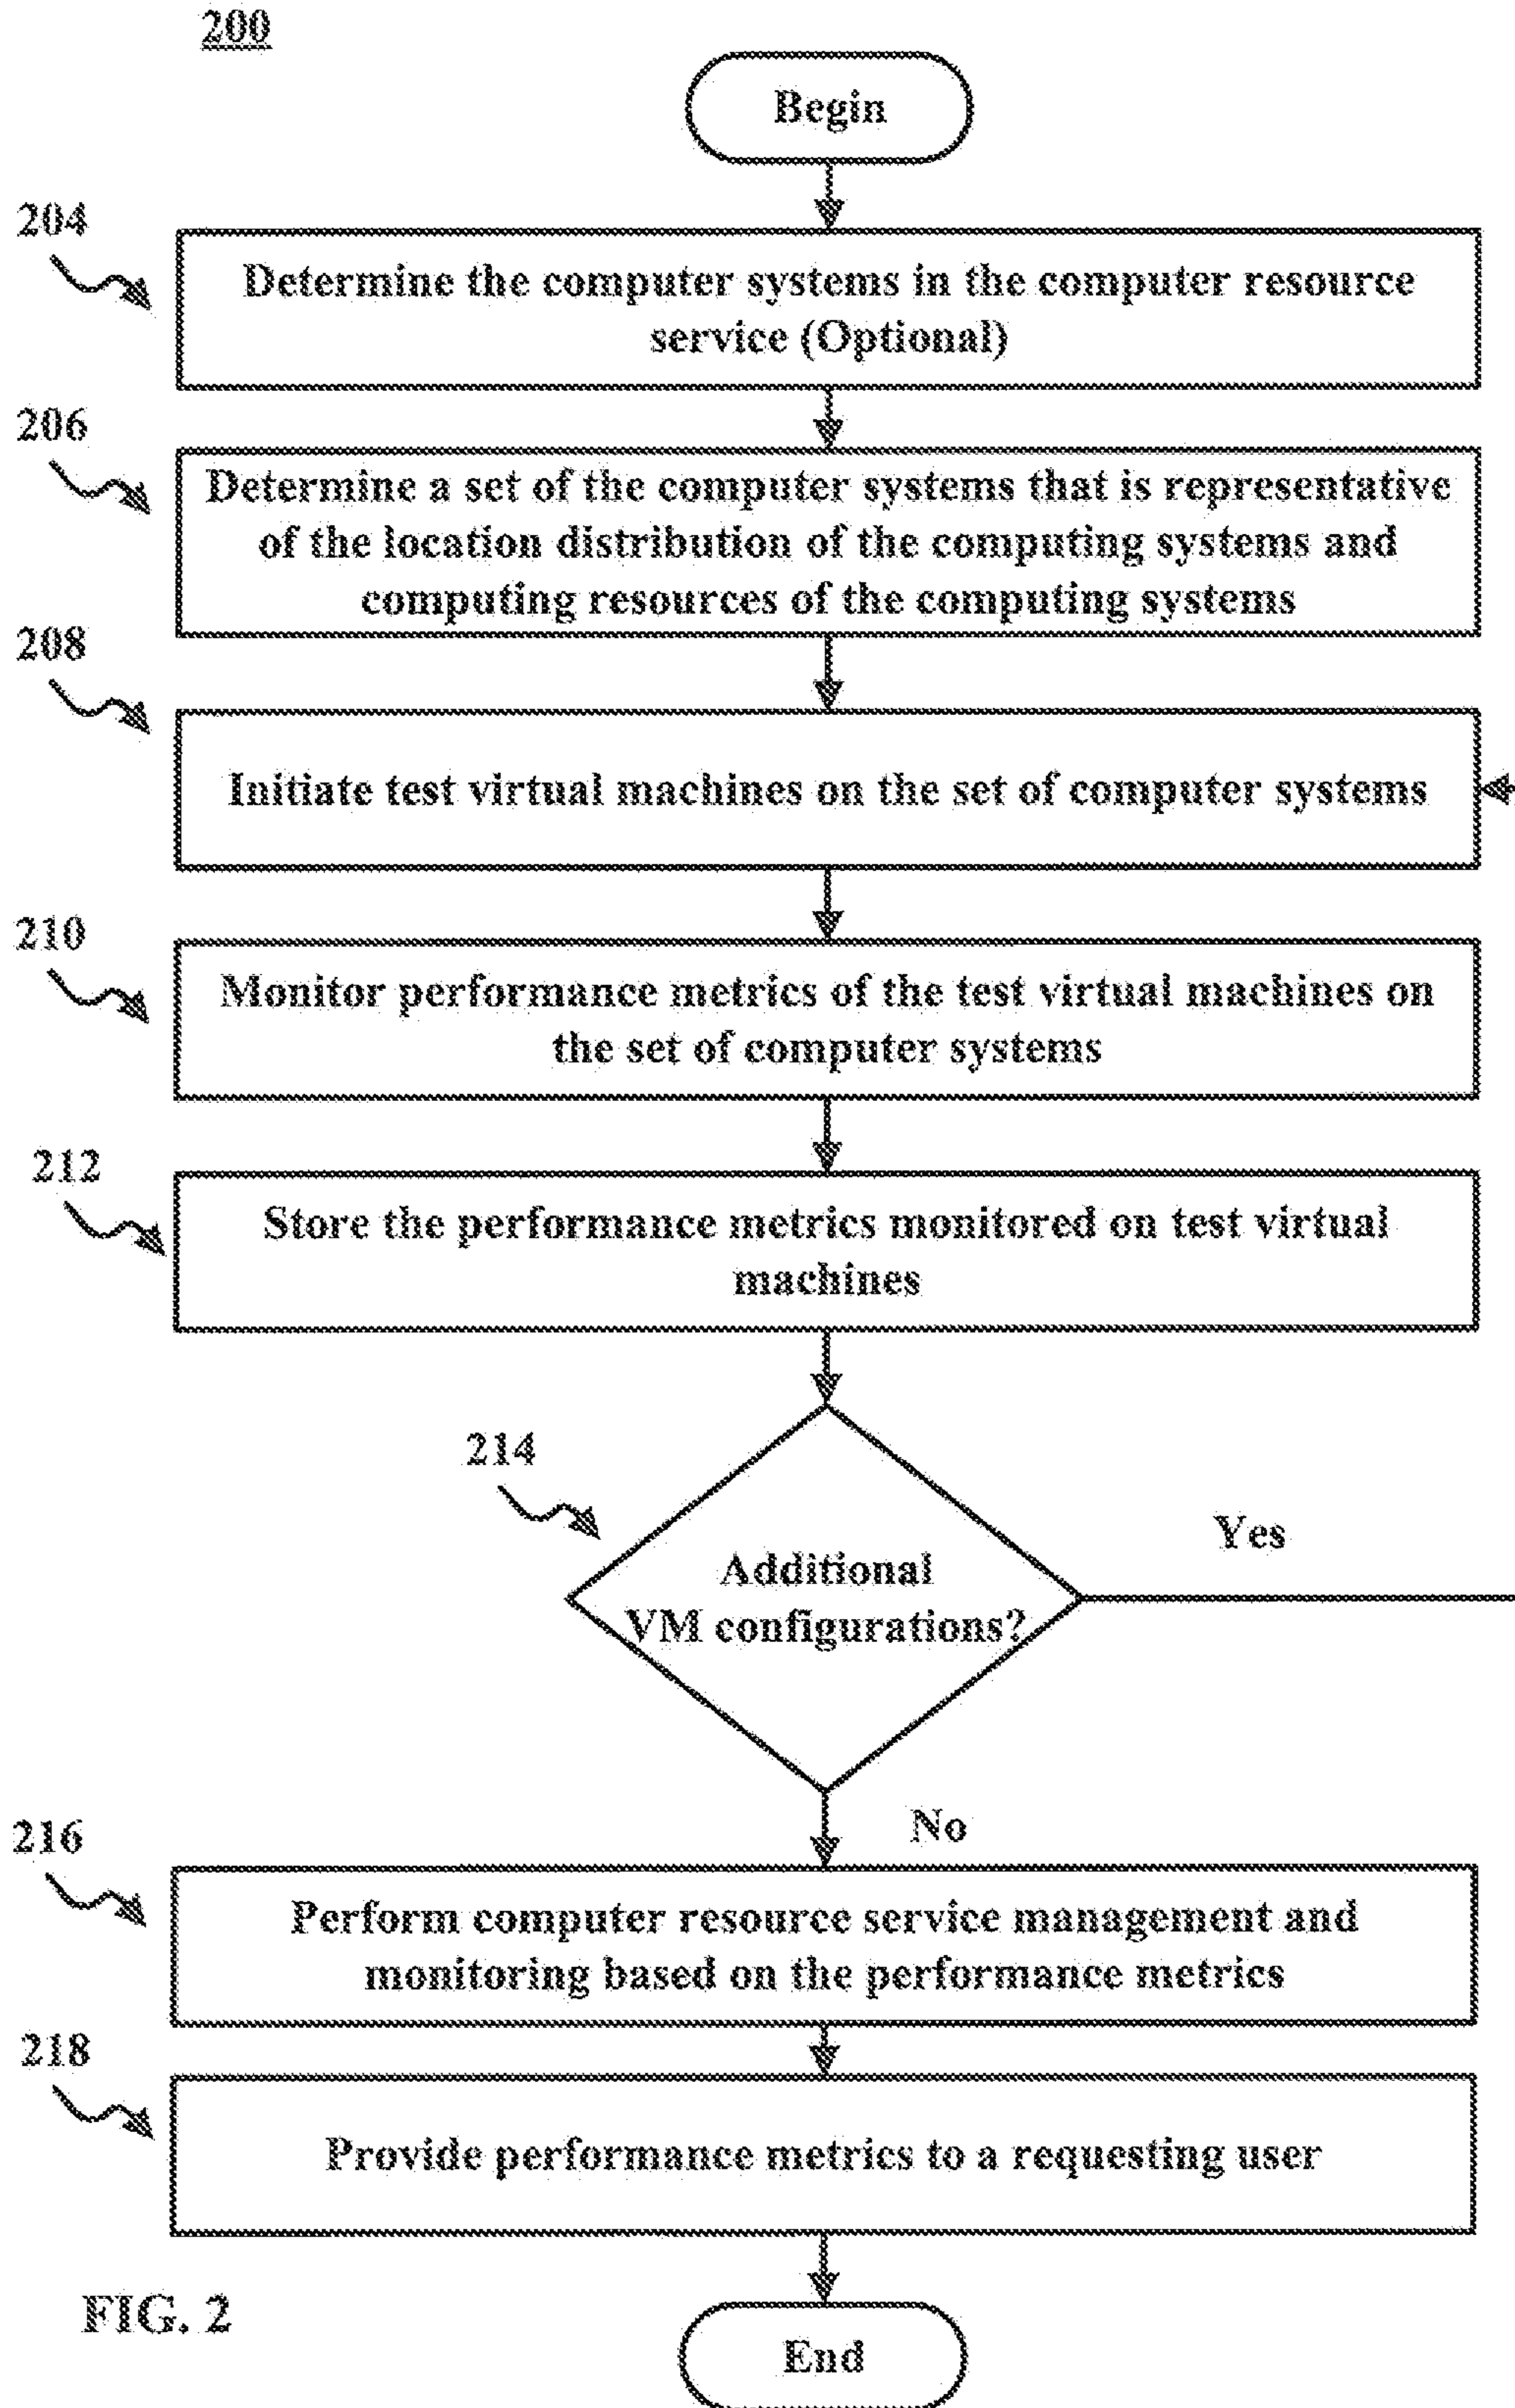 200
Begin
204
Determine the computer systems in the computer resource
service (Optional)
206
Determine a set of the computer systems that is representative
of the location distribution of the computing systems and
computing resources of the computing systems
208
Initiate test virtual machines on the set of computer systems
210
Monitor performance metrics of the test virtual machines on
the set of computer systems
212
Store the performance metrics monitored on test virtual
machines
214
Additional
VM configurations?
Yes
No
216
Perform computer resource service management and
monitoring based on the performance metrics
218
Provide performance metrics to a requesting user
FIG. 2
End